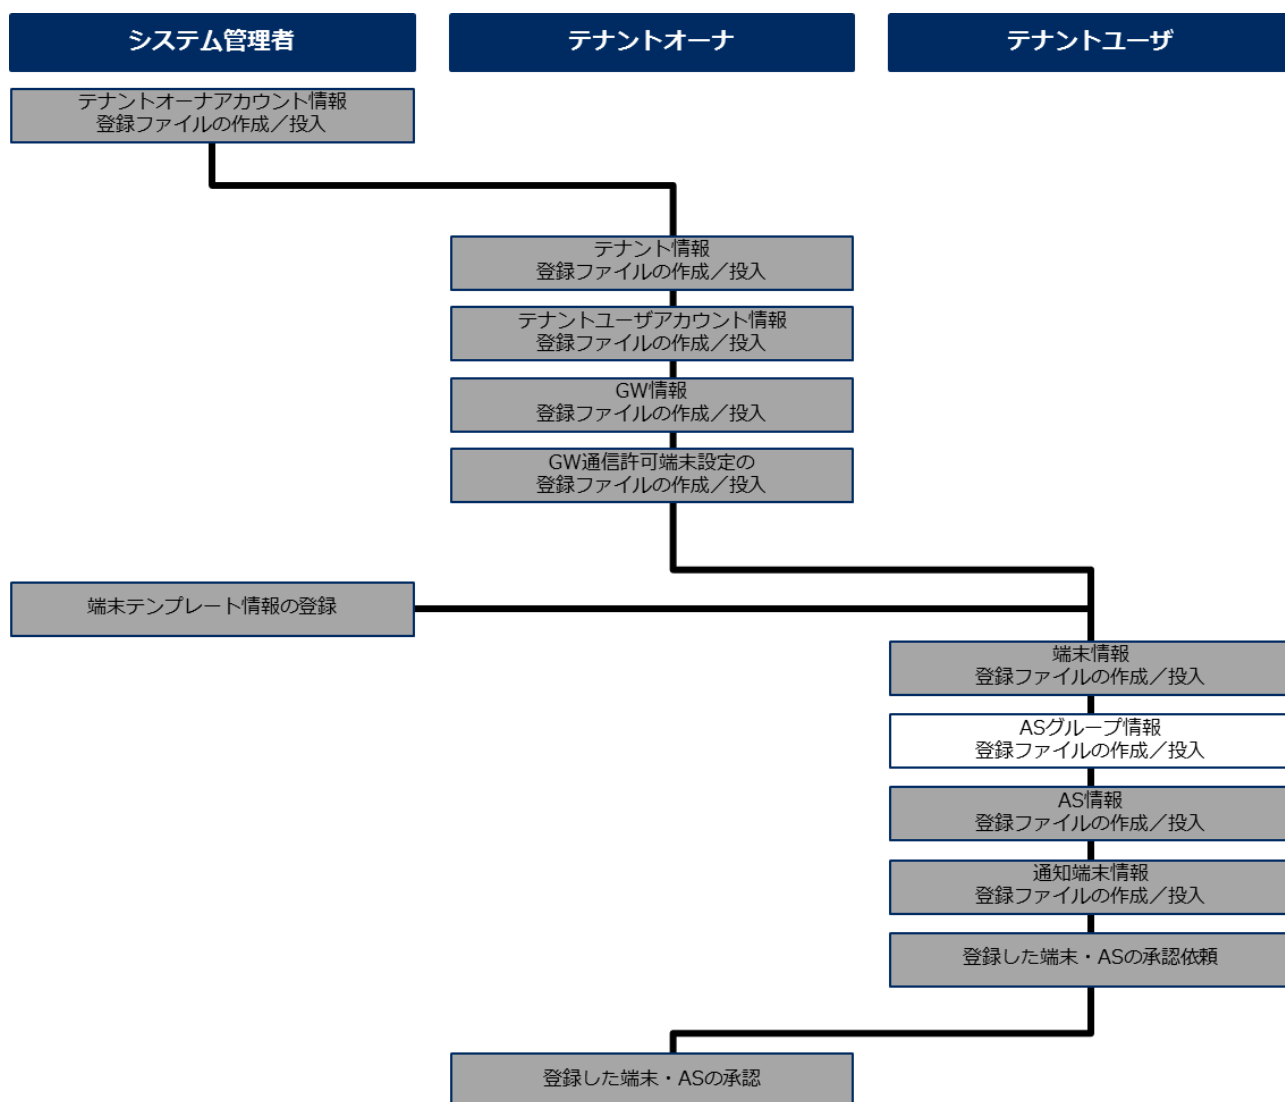 システム管理者
テナントオーナ
テナントユーザ
テナントオーナアカウント情報
登録ファイルの作成／投入
テナント情報
登録ファイルの作成／投入
テナントユーザアカウント情報
登録ファイルの作成／投入
GW情報
登録ファイルの作成／投入
GW通信許可端末設定の
登録ファイルの作成／投入
端末テンプレート情報の登録
端末情報
登録ファイルの作成／投入
ASグループ情報
登録ファイルの作成／投入
AS情報
登録ファイルの作成／投入
通知端末情報
登録ファイルの作成／投入
登録した端末・ASの承認依頼
登録した端末・ASの承認